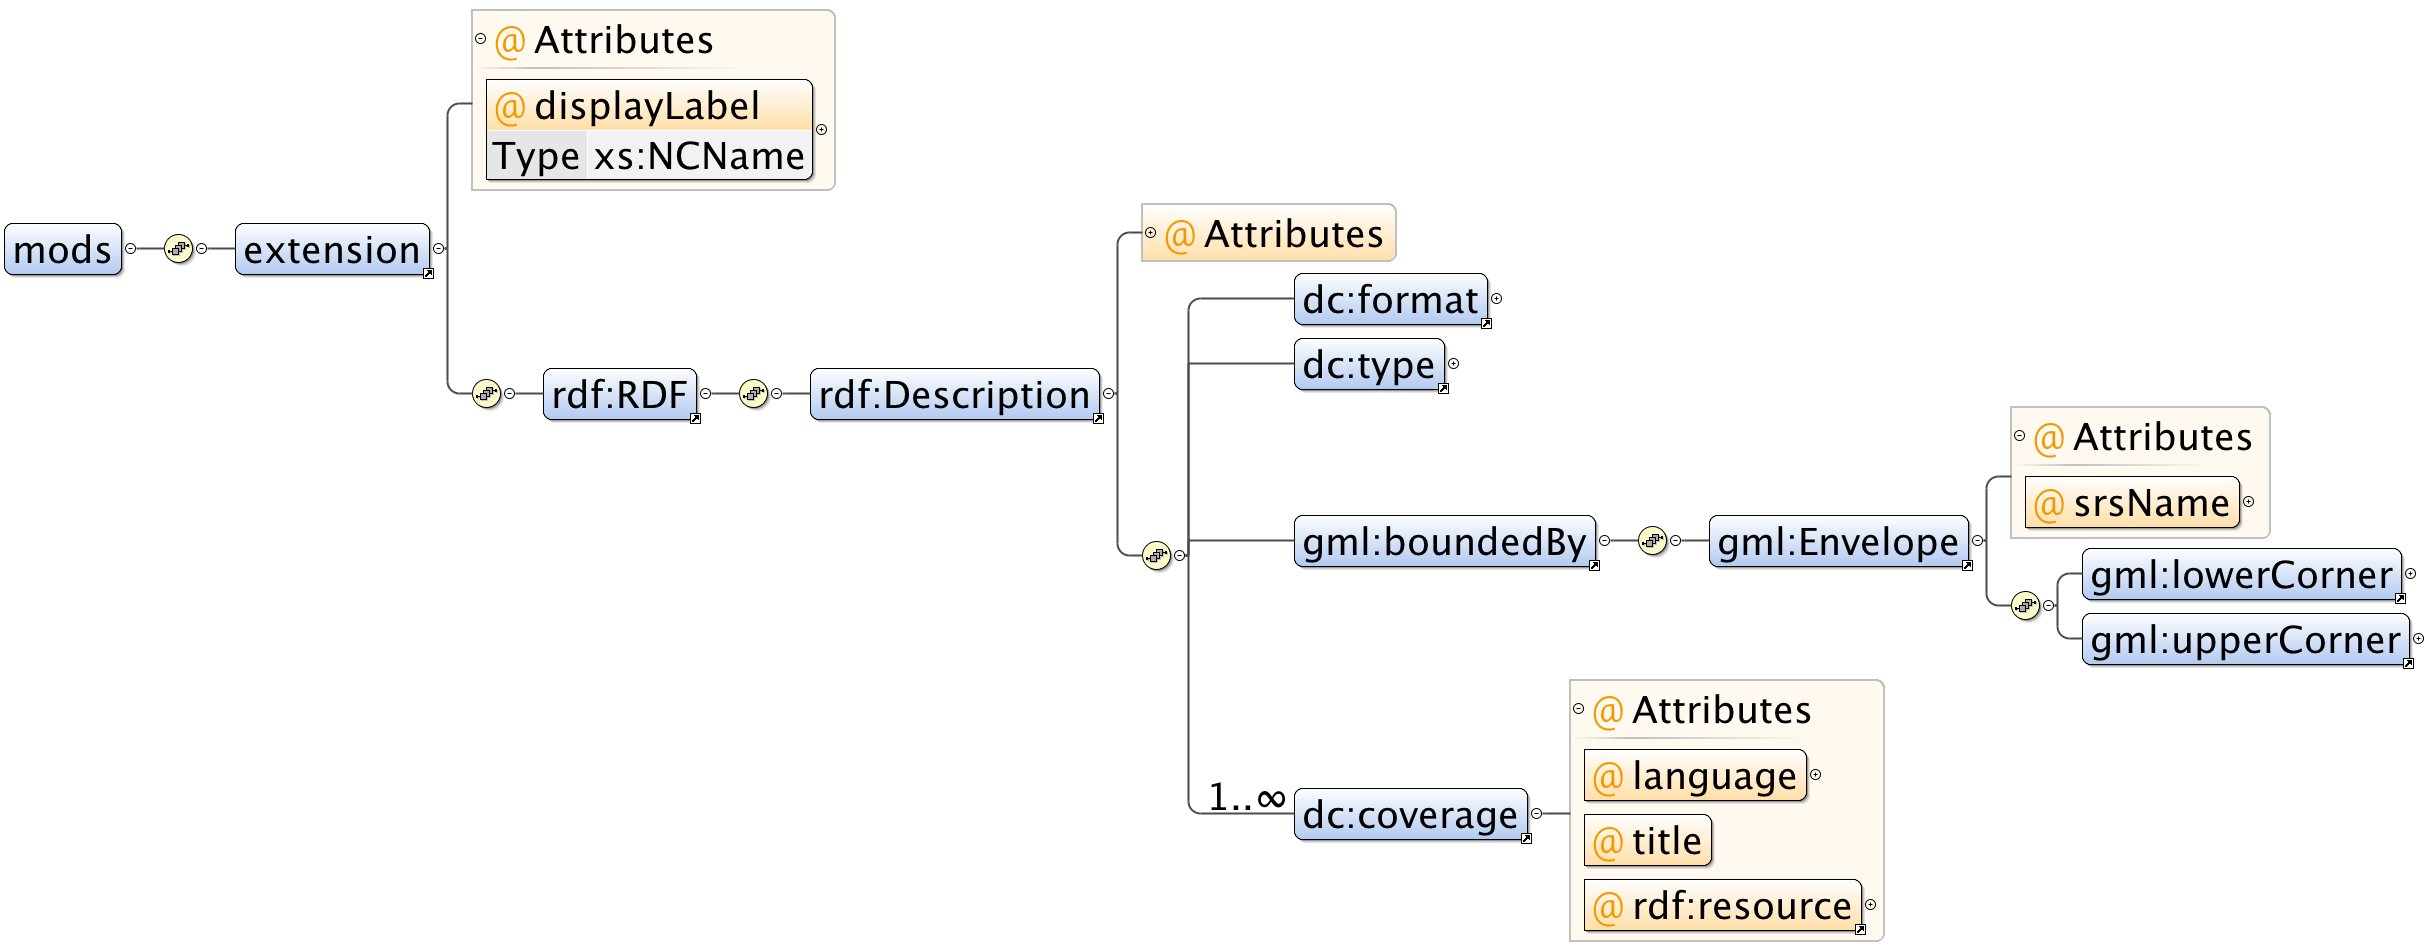 @ Attributes
@ displayLabel
Type xs:NCName
mods
extension
@ Attributes
dc:format
dc:type
rdf:RDF
rdf:Description
@ Attributes
@ srsName
gml:boundedBy
gml:Envelope
gml:lowerCorner
gml:upperCorner
@ Attributes
@ language
1..∞
dc:coverage
@ title
@ rdf:resource